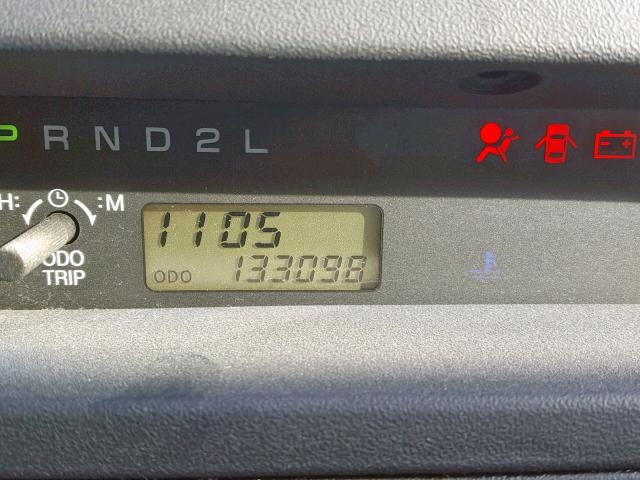 P R N D 2 L
H: :M
ODO
TRIP
1105
ODO 133098